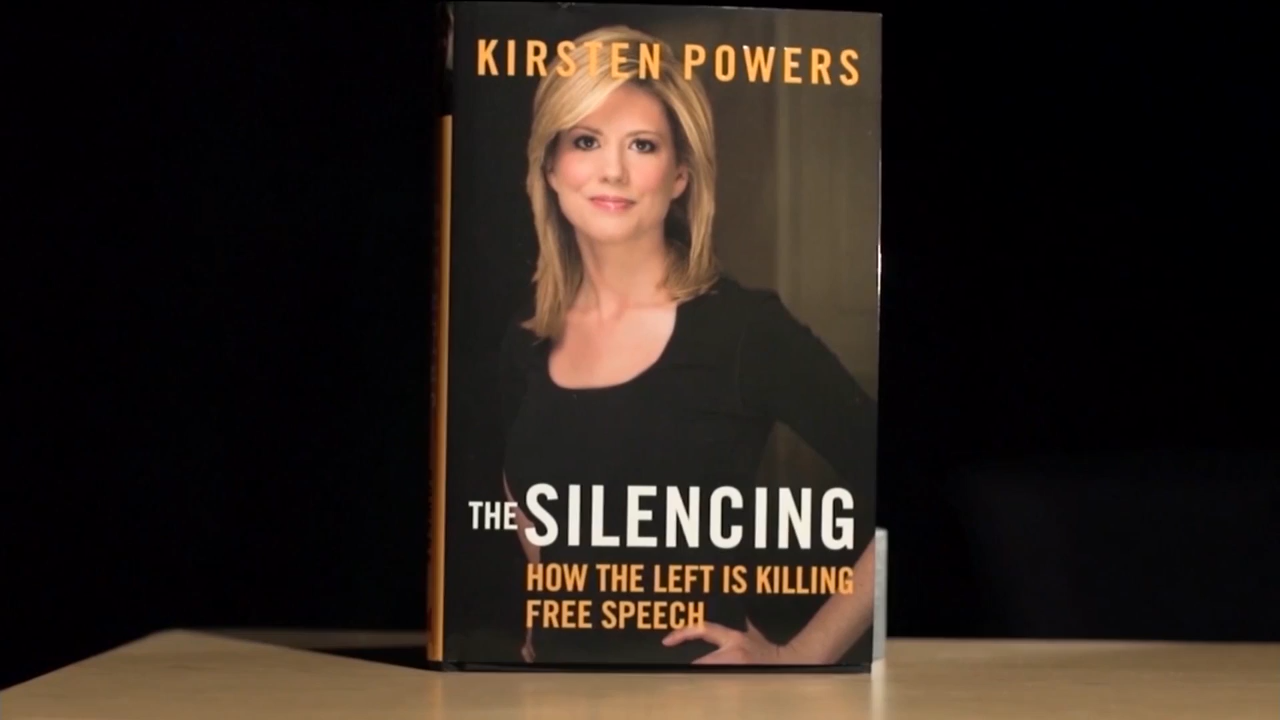 KIRSTEN POWERS
THE SILENCING
HOW THE LEFT IS KILLING
FREE SPEECH